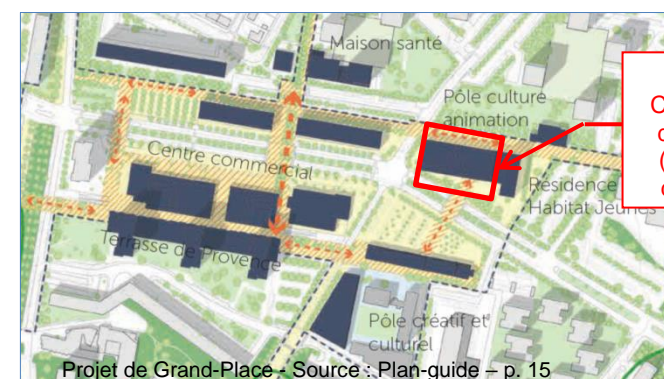 Maison santé
Pôle culture
animation
Centre commercial
Résidence
Habitat Jeunes
Terrasse de Provence
Pôle créatif et
culturel
Projet de Grand-Place - Source : Plan-guide – p. 15